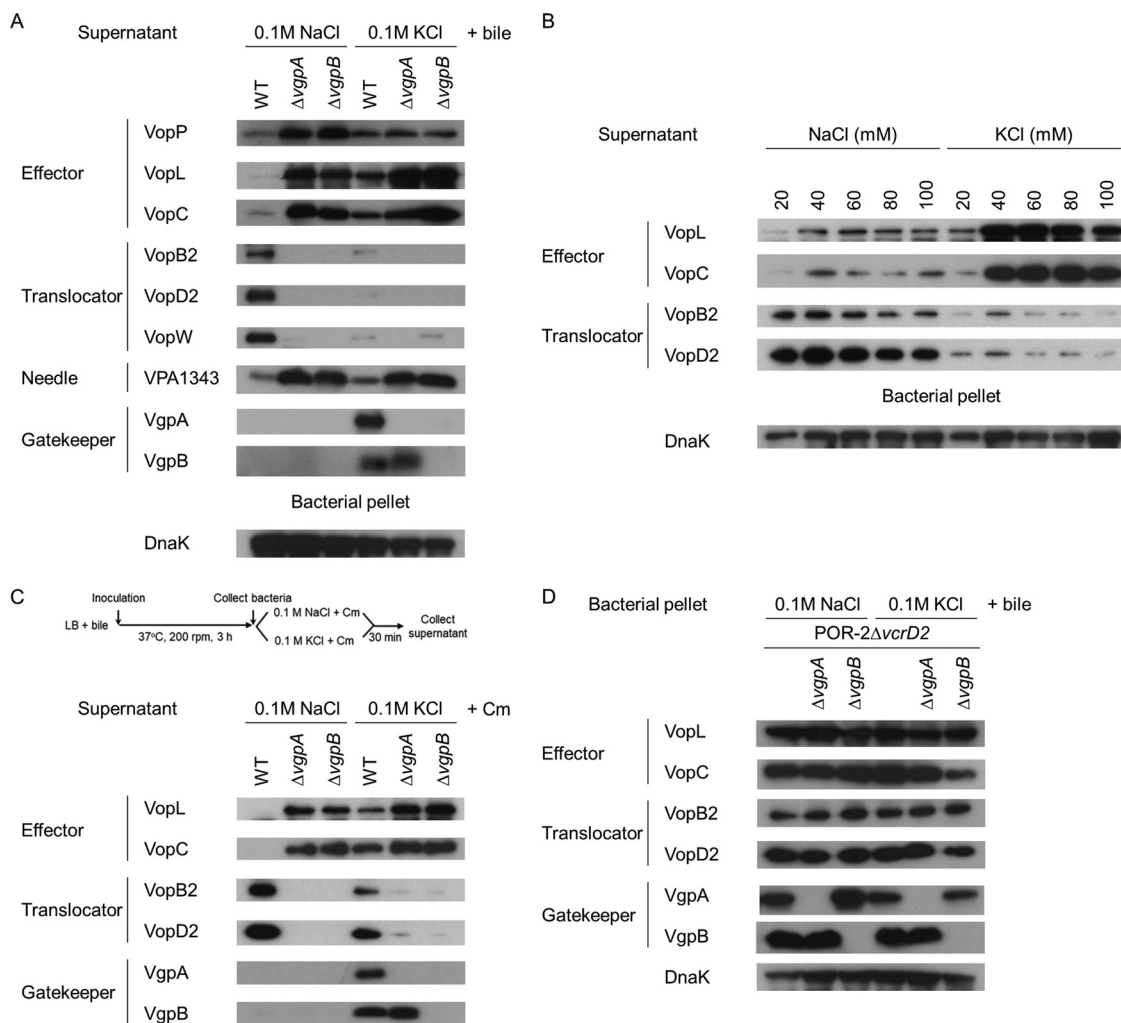 A
Supernatant 0.1M NaCl 0.1M KCl + bile
WT ΔvgpA ΔvgpB WT ΔvgpA ΔvgpB
Effector
VopP
VopL
VopC
Translocator
VopB2
VopD2
VopW
Needle VPA1343
Gatekeeper
VgpA
VgpB
Bacterial pellet
DnaK
B
Supernatant NaCl (mM) KCl (mM)
20 40 60 80 100 20 40 60 80 100
Effector
VopL
VopC
Translocator
VopB2
VopD2
Bacterial pellet
DnaK
C
Inoculation Collect bacteria
LB + bile 37°C, 200 rpm, 3 h
0.1 M NaCl + Cm
0.1 M KCl + Cm
30 min
Collect
supernatant
Supernatant 0.1M NaCl 0.1M KCl + Cm
WT ΔvgpA ΔvgpB WT ΔvgpA ΔvgpB
Effector
VopL
VopC
Translocator
VopB2
VopD2
Gatekeeper
VgpA
VgpB
D
Bacterial pellet 0.1M NaCl 0.1M KCl + bile
POR-2ΔvcrD2
ΔvgpA ΔvgpB ΔvgpA ΔvgpB
Effector
VopL
VopC
Translocator
VopB2
VopD2
Gatekeeper
VgpA
VgpB
DnaK